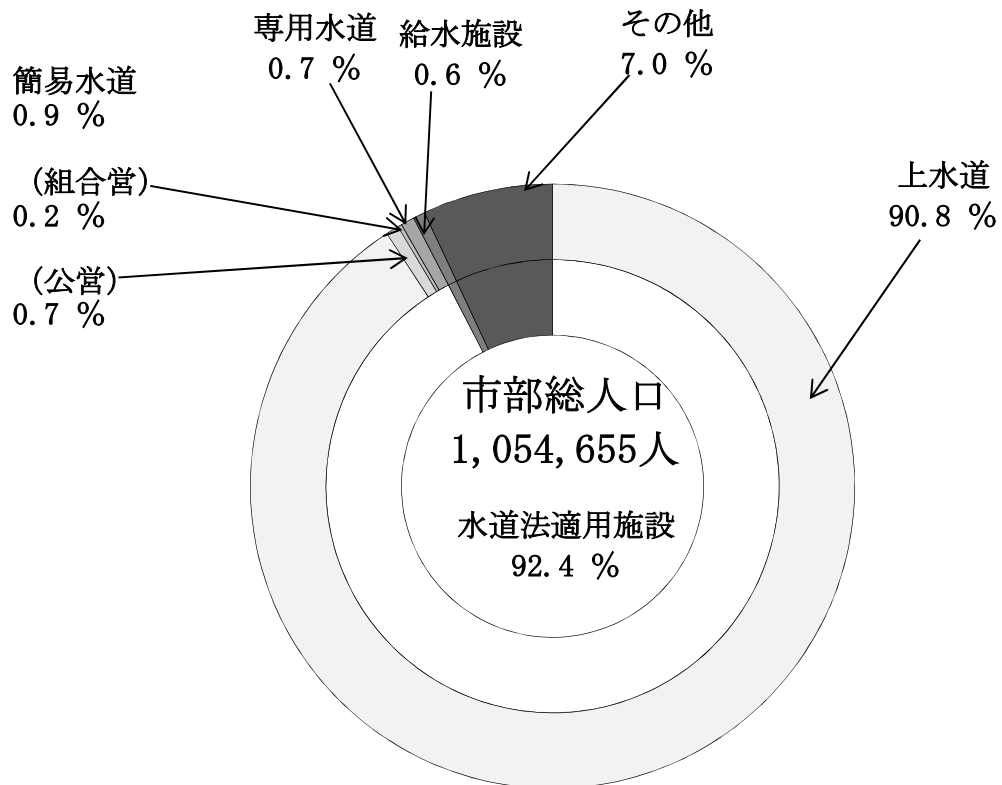 専用水道
0.7 %
給水施設
0.6 %
その他
7.0 %
簡易水道
0.9 %
(組合営)
0.2 %
(公営)
0.7 %
上水道
90.8 %
市部総人口
1,054,655人
水道法適用施設
92.4 %